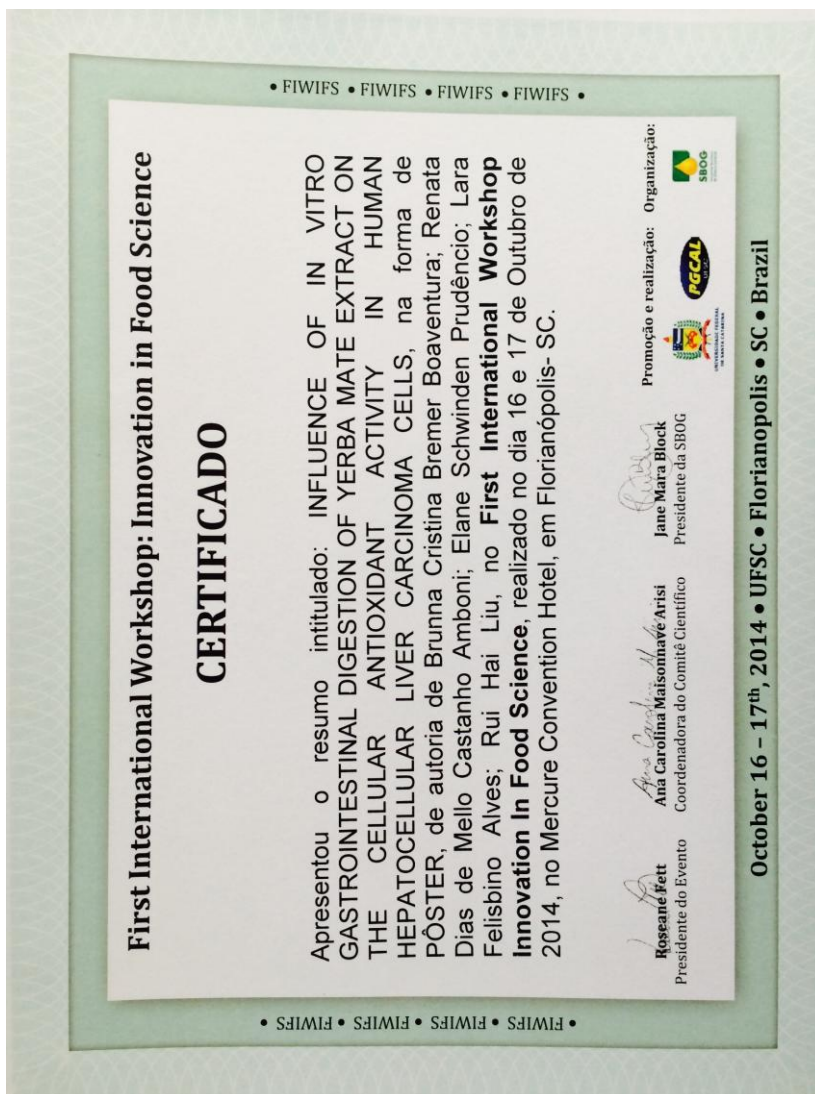 • FIWIFS • FIWIFS • FIWIFS • FIWIFS •
First International Workshop: Innovation in Food Science
CERTIFICADO
Apresentou o resumo intitulado: INFLUENCE OF IN VITRO
GASTROINTESTINAL DIGESTION OF YERBA MATE EXTRACT ON
THE CELLULAR ANTIOXIDANT ACTIVITY IN HUMAN
HEPATOCELLULAR LIVER CARCINOMA CELLS, na forma de
PÔSTER, de autoria de Brunna Cristina Bremer Boaventura; Renata
Dias de Mello Castanho Amboni; Elane Schwinden Prudêncio; Lara
Felisbino Alves; Rui Hai Liu, no First International Workshop
Innovation In Food Science, realizado no dia 16 e 17 de Outubro de
2014, no Mercure Convention Hotel, em Florianópolis- SC.
Roseane Fett
Presidente do Evento
Ana Carolina Maisonnave Arisi
Coordenadora do Comitê Científico
Jane Mara Block
Presidente da SBOG
Promoção e realização:
UNIVERSIDADE FEDERAL
DE SANTA CATARINA
PGCAL
Organização:
SBOG
October 16 – 17th, 2014 • UFSC • Florianopolis • SC • Brazil
• FIWIFS • FIWIFS • FIWIFS • FIWIFS •